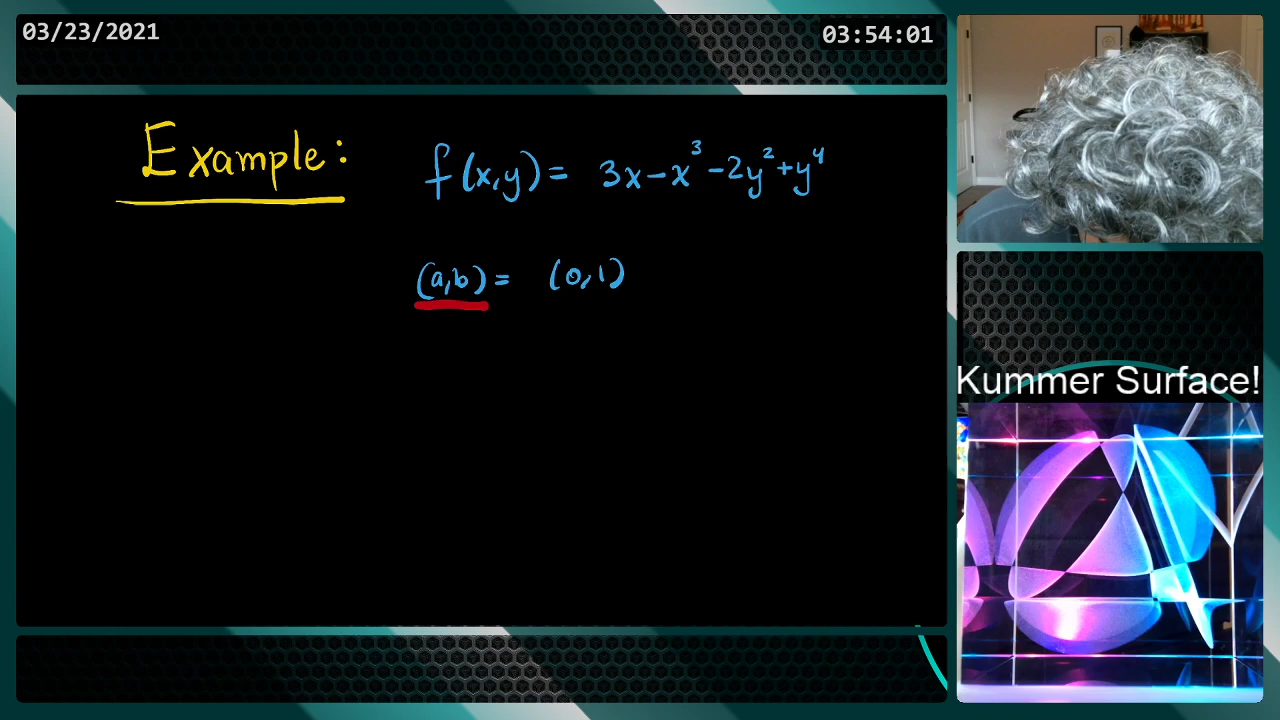 03/23/2021
03:54:01
Example:
f(x,y) = 3x-x³-2y²+y⁴
(a,b) = (0,1)
Kummer Surface!